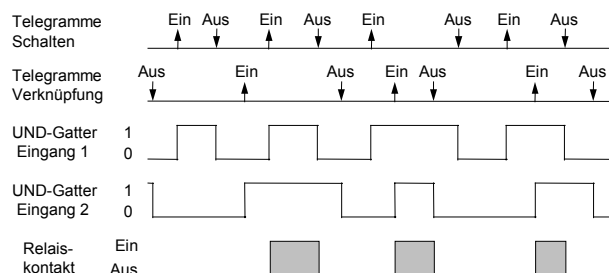 Telegramme Schalten Ein Aus Ein Aus Ein Aus Ein Aus
Telegramme Verknüpfung Aus Ein Aus Ein Aus Ein Aus
UND-Gatter 1
Eingang 1 0
UND-Gatter 1
Eingang 2 0
Relais- Ein
kontakt Aus